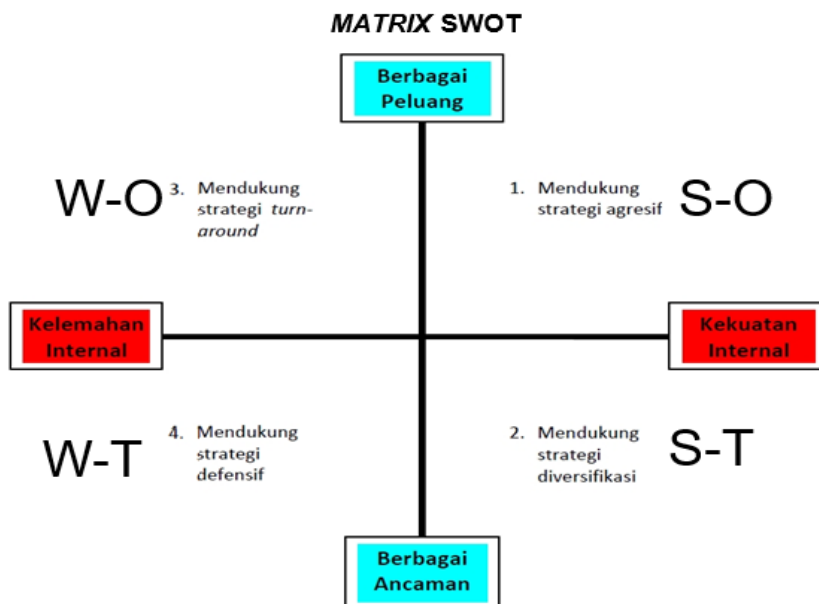 MATRIX SWOT
Berbagai
Peluang
W-O
3. Mendukung
strategi turn-
around
1. Mendukung
strategi agresif
S-O
Kelemahan
Internal
Kekuatan
Internal
W-T
4. Mendukung
strategi
defensif
2. Mendukung
strategi
diversifikasi
S-T
Berbagai
Ancaman